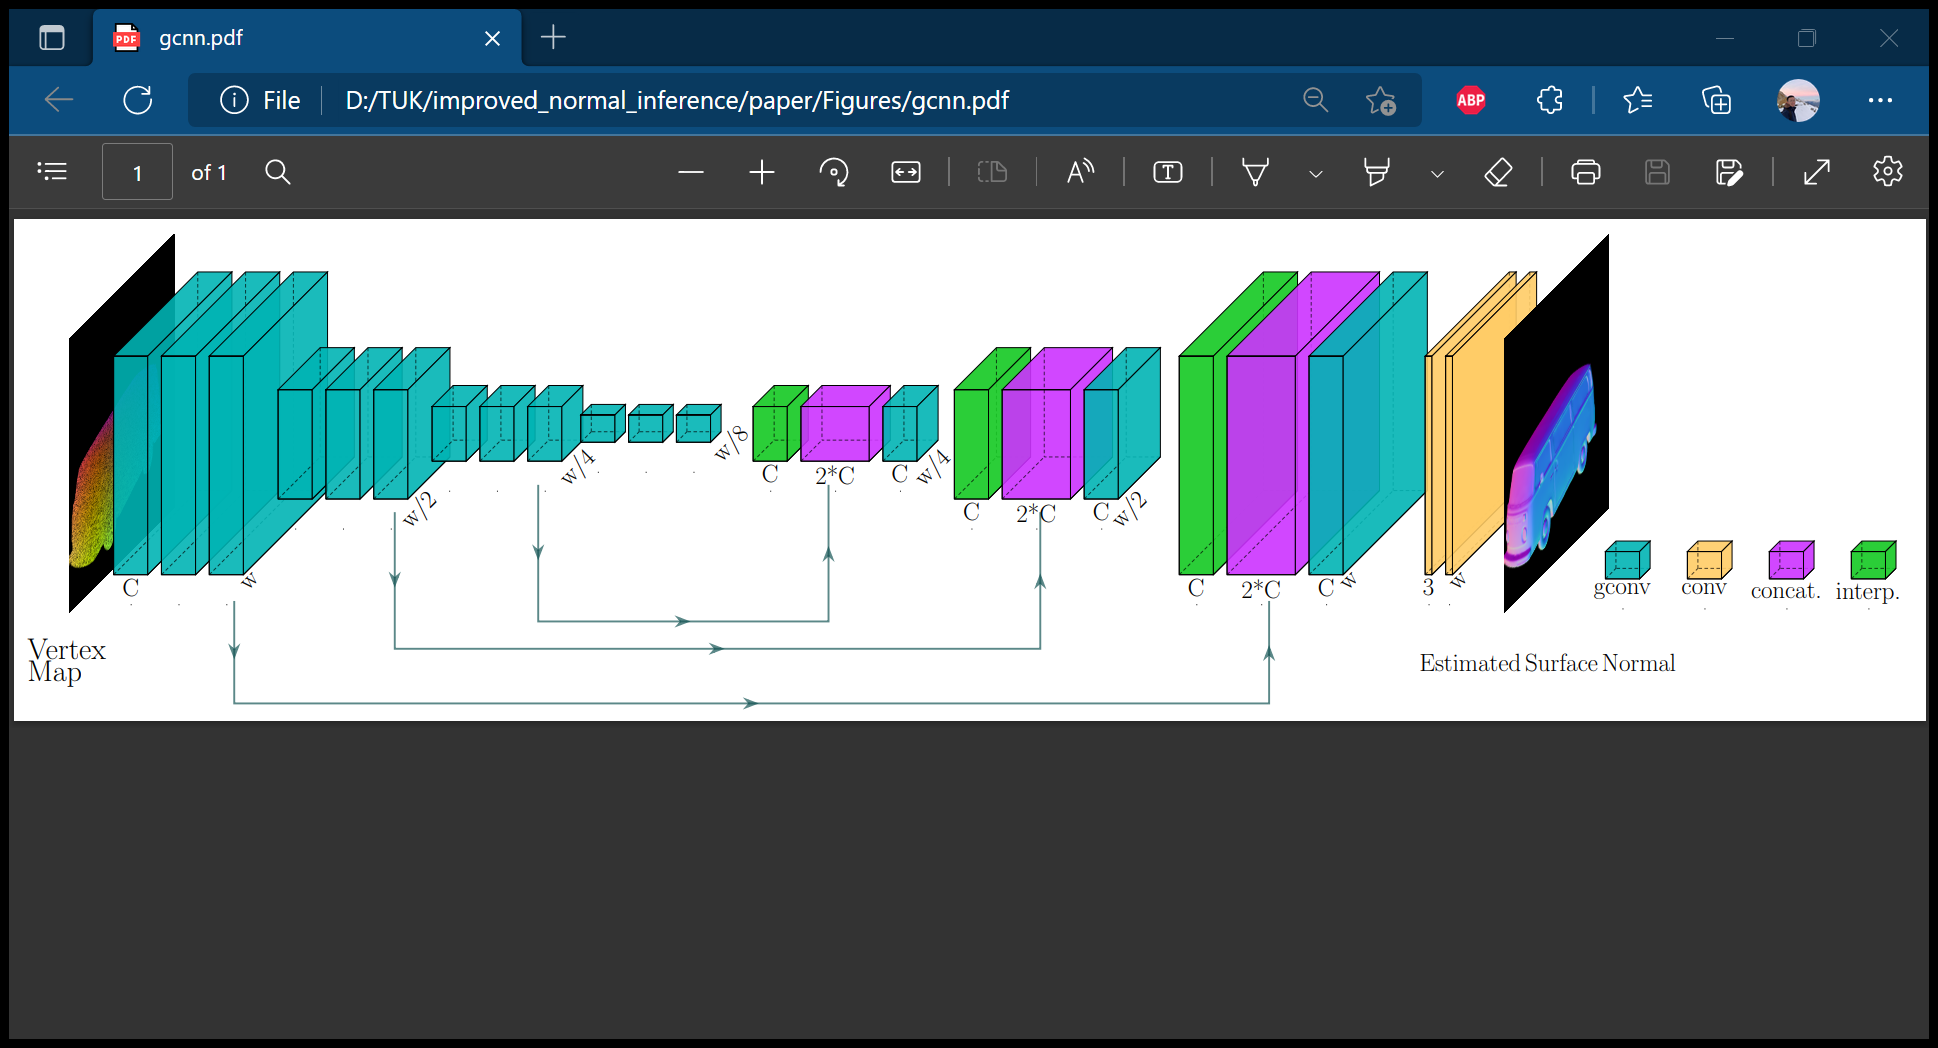 gcnn.pdf
File
D:/TUK/improved_normal_inference/paper/Figures/gcnn.pdf
ABP
1 of 1
w/8
C 2*C C w/4
w/4
C 2*C C w/2
w/2
C w
C 2*C C w
3 w
gconv conv concat. interp.
Vertex
Map
Estimated Surface Normal